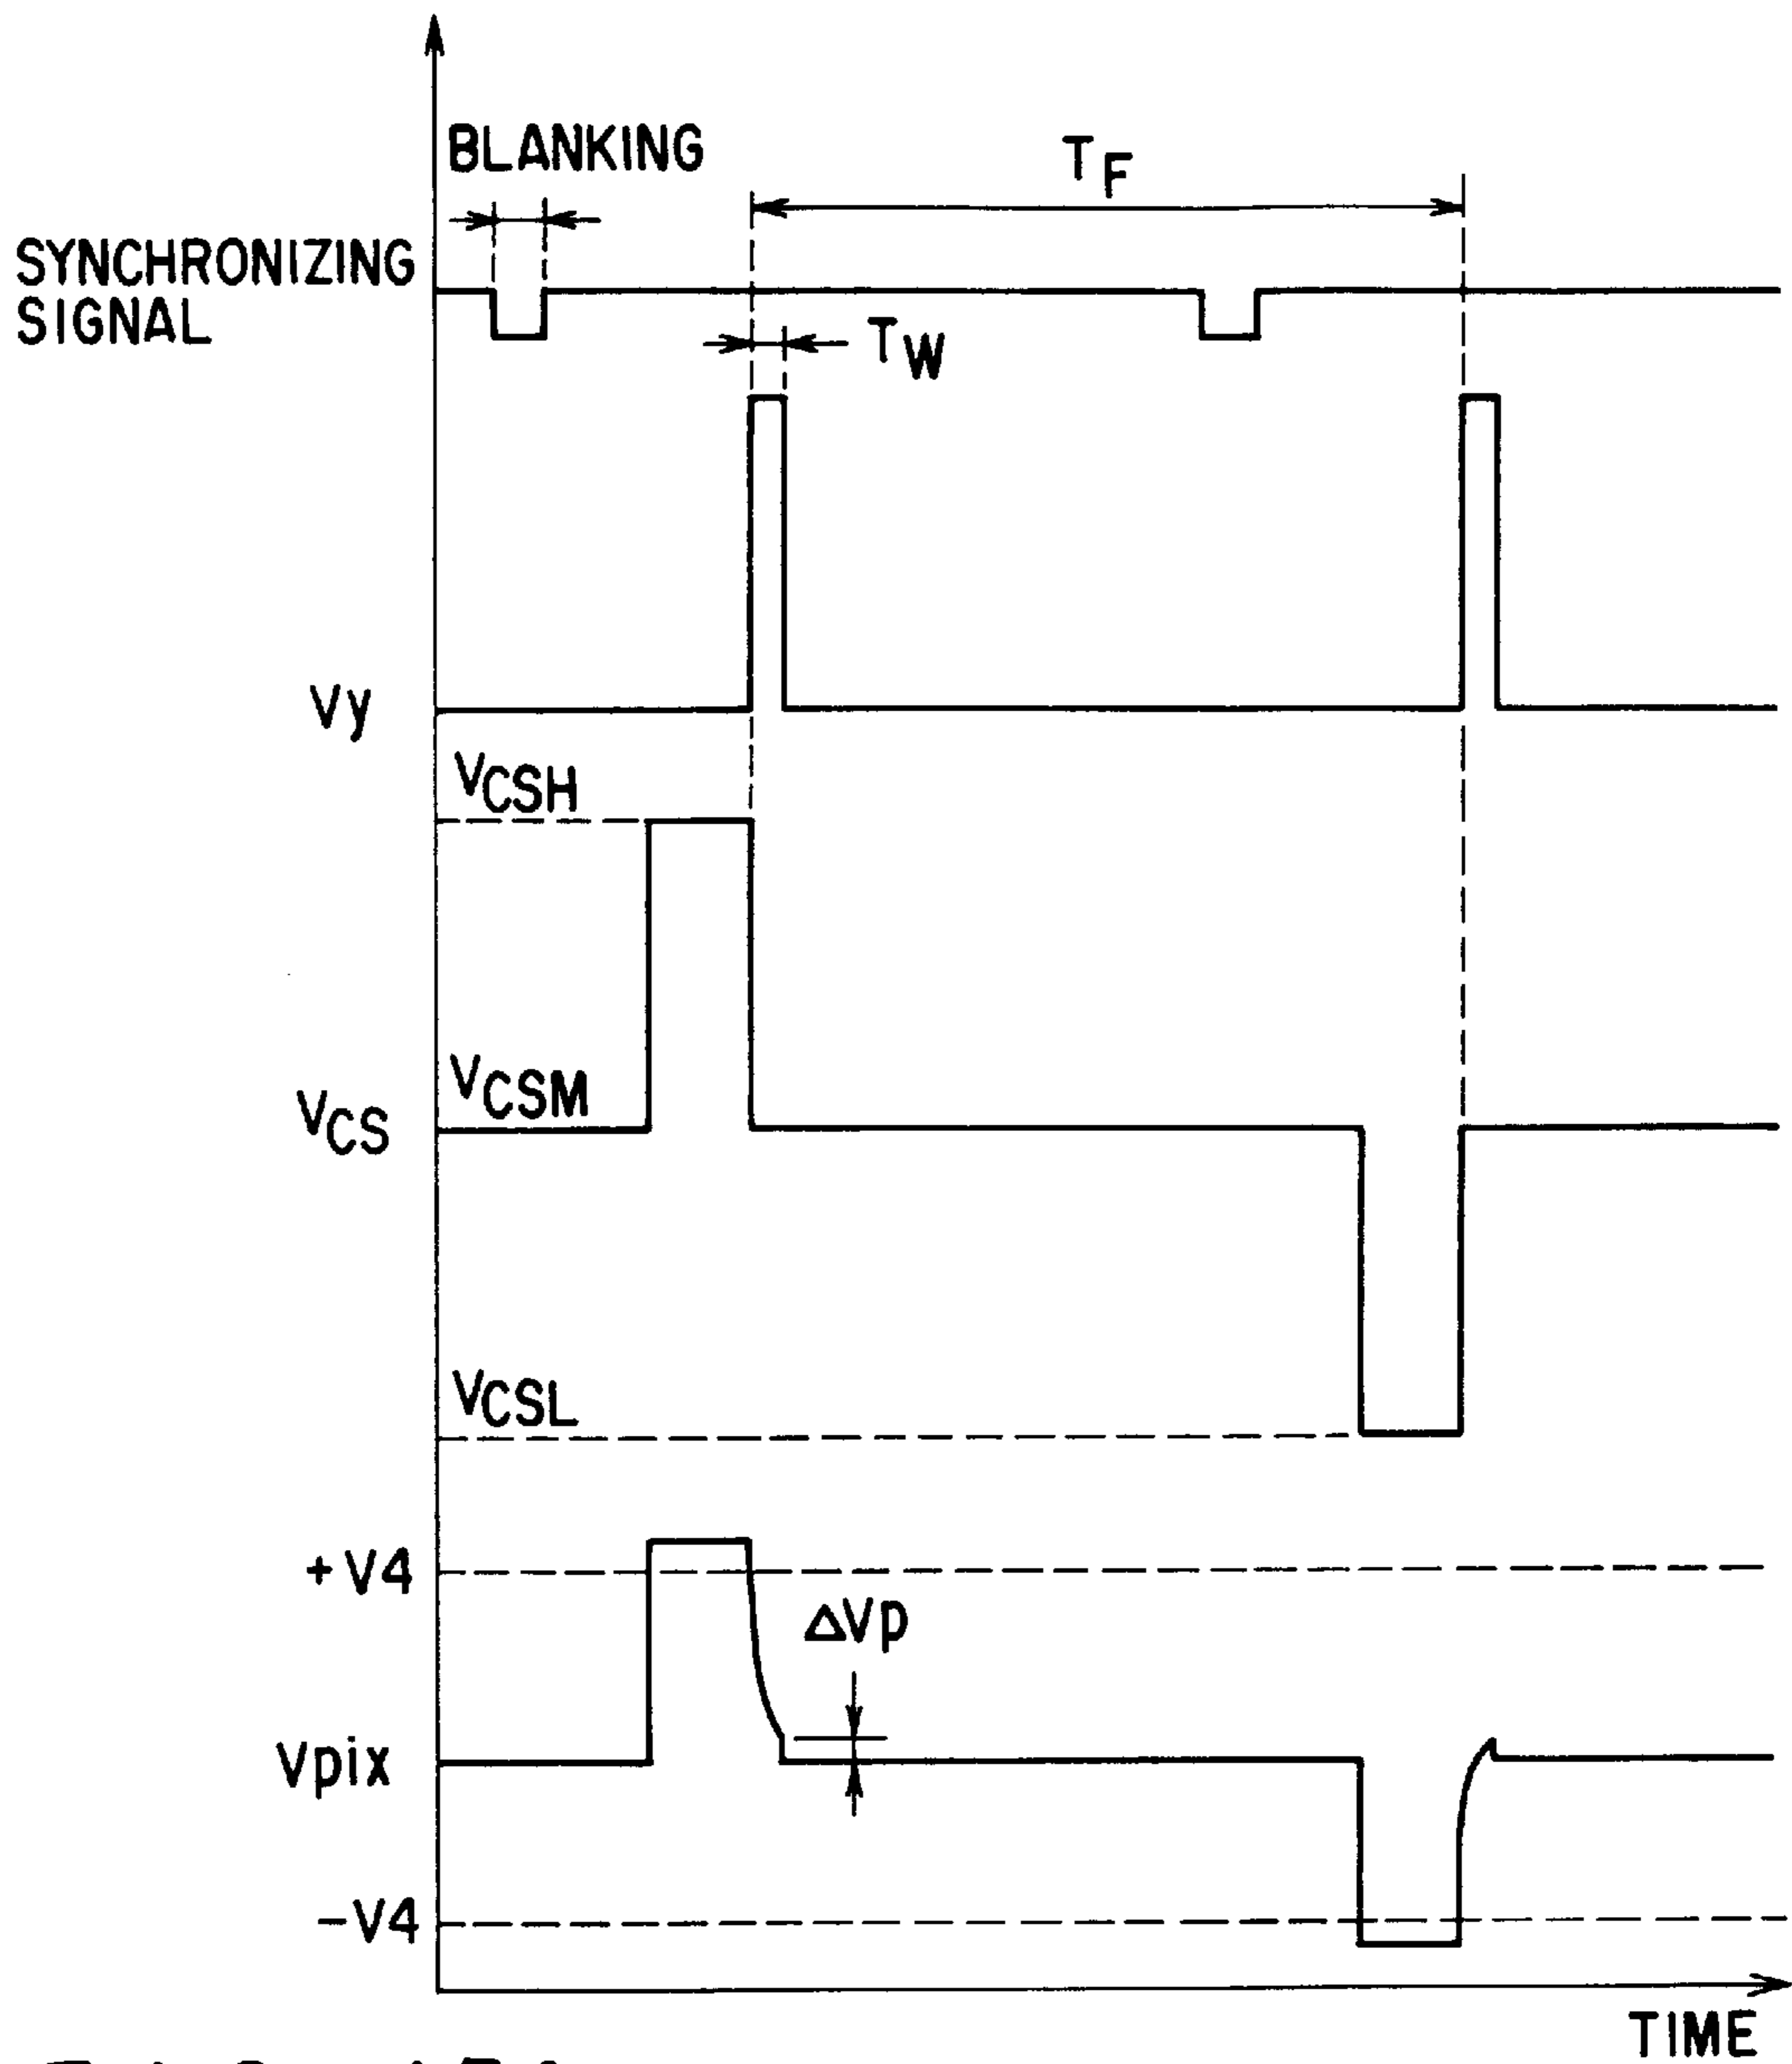 BLANKING
TF
SYNCHRONIZING
SIGNAL
TW
Vy
VCSH
VCSM
VCS
VCSL
+V4
ΔVp
Vpix
-V4
TIME